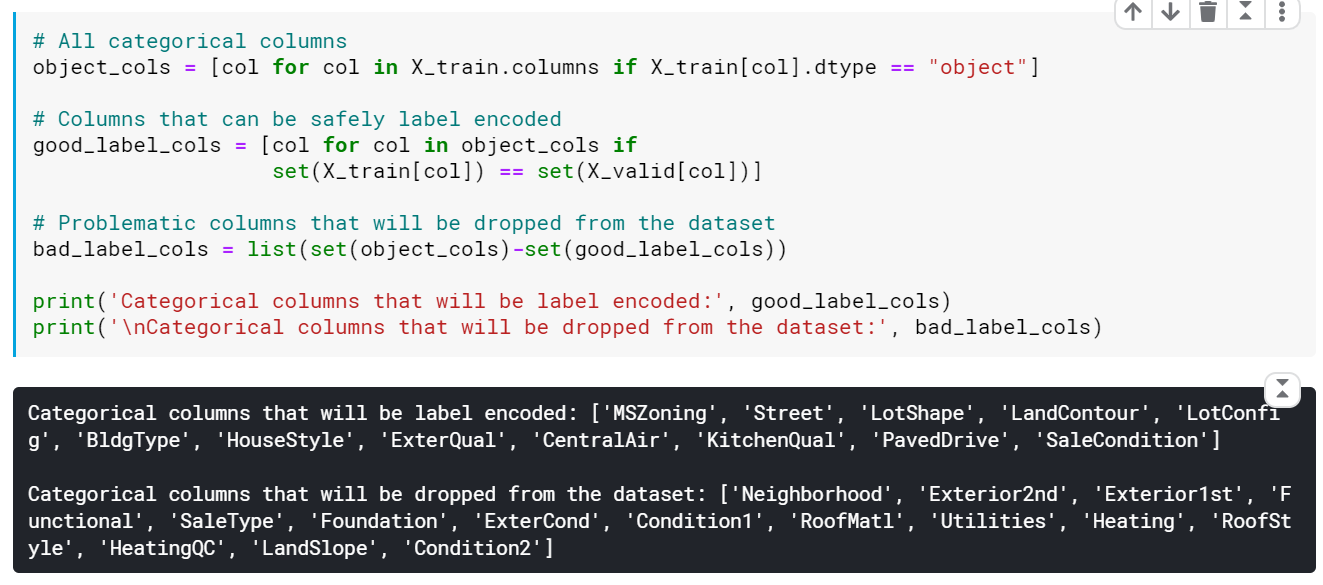 # All categorical columns
object_cols = [col for col in X_train.columns if X_train[col].dtype == "object"]
# Columns that can be safely label encoded
good_label_cols = [col for col in object_cols if
set(X_train[col]) == set(X_valid[col])]
# Problematic columns that will be dropped from the dataset
bad_label_cols = list(set(object_cols)-set(good_label_cols))
print('Categorical columns that will be label encoded:', good_label_cols)
print('\nCategorical columns that will be dropped from the dataset:', bad_label_cols)
Categorical columns that will be label encoded: ['MSZoning', 'Street', 'LotShape', 'LandContour', 'LotConfi
g', 'BldgType', 'HouseStyle', 'ExterQual', 'CentralAir', 'KitchenQual', 'PavedDrive', 'SaleCondition']
Categorical columns that will be dropped from the dataset: ['Neighborhood', 'Exterior2nd', 'Exterior1st', 'F
unctional', 'SaleType', 'Foundation', 'ExterCond', 'Condition1', 'RoofMatl', 'Utilities', 'Heating', 'RoofSt
yle', 'HeatingQC', 'LandSlope', 'Condition2']